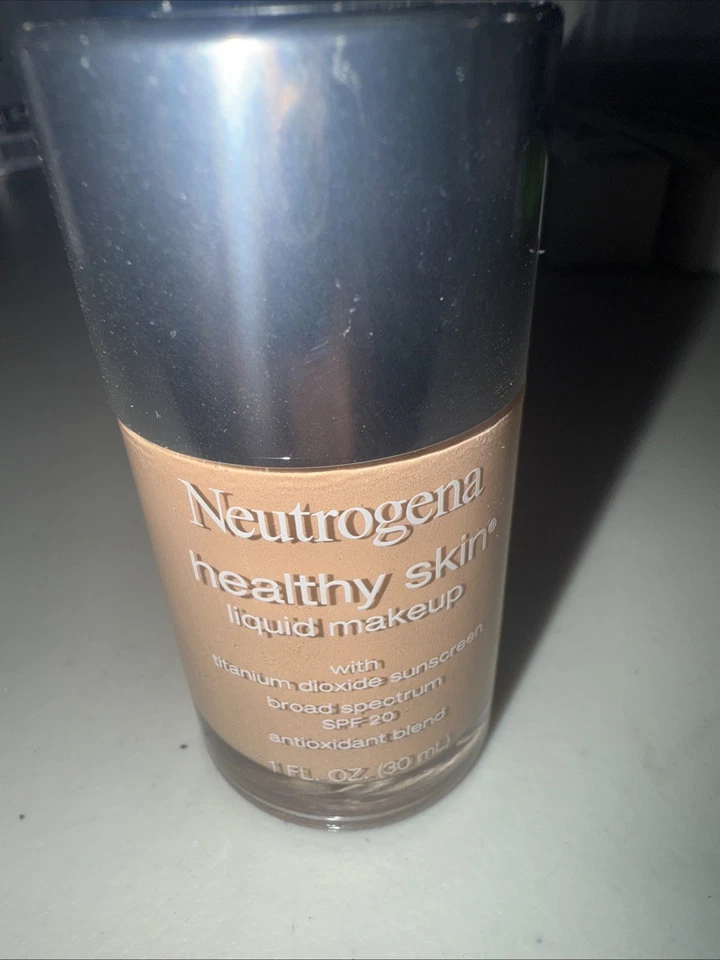 Neutrogena
healthy skin®
liquid makeup
with
titanium dioxide sunscreen
broad spectrum
SPF 20
antioxidant blend
1 FL. OZ. (30 mL)